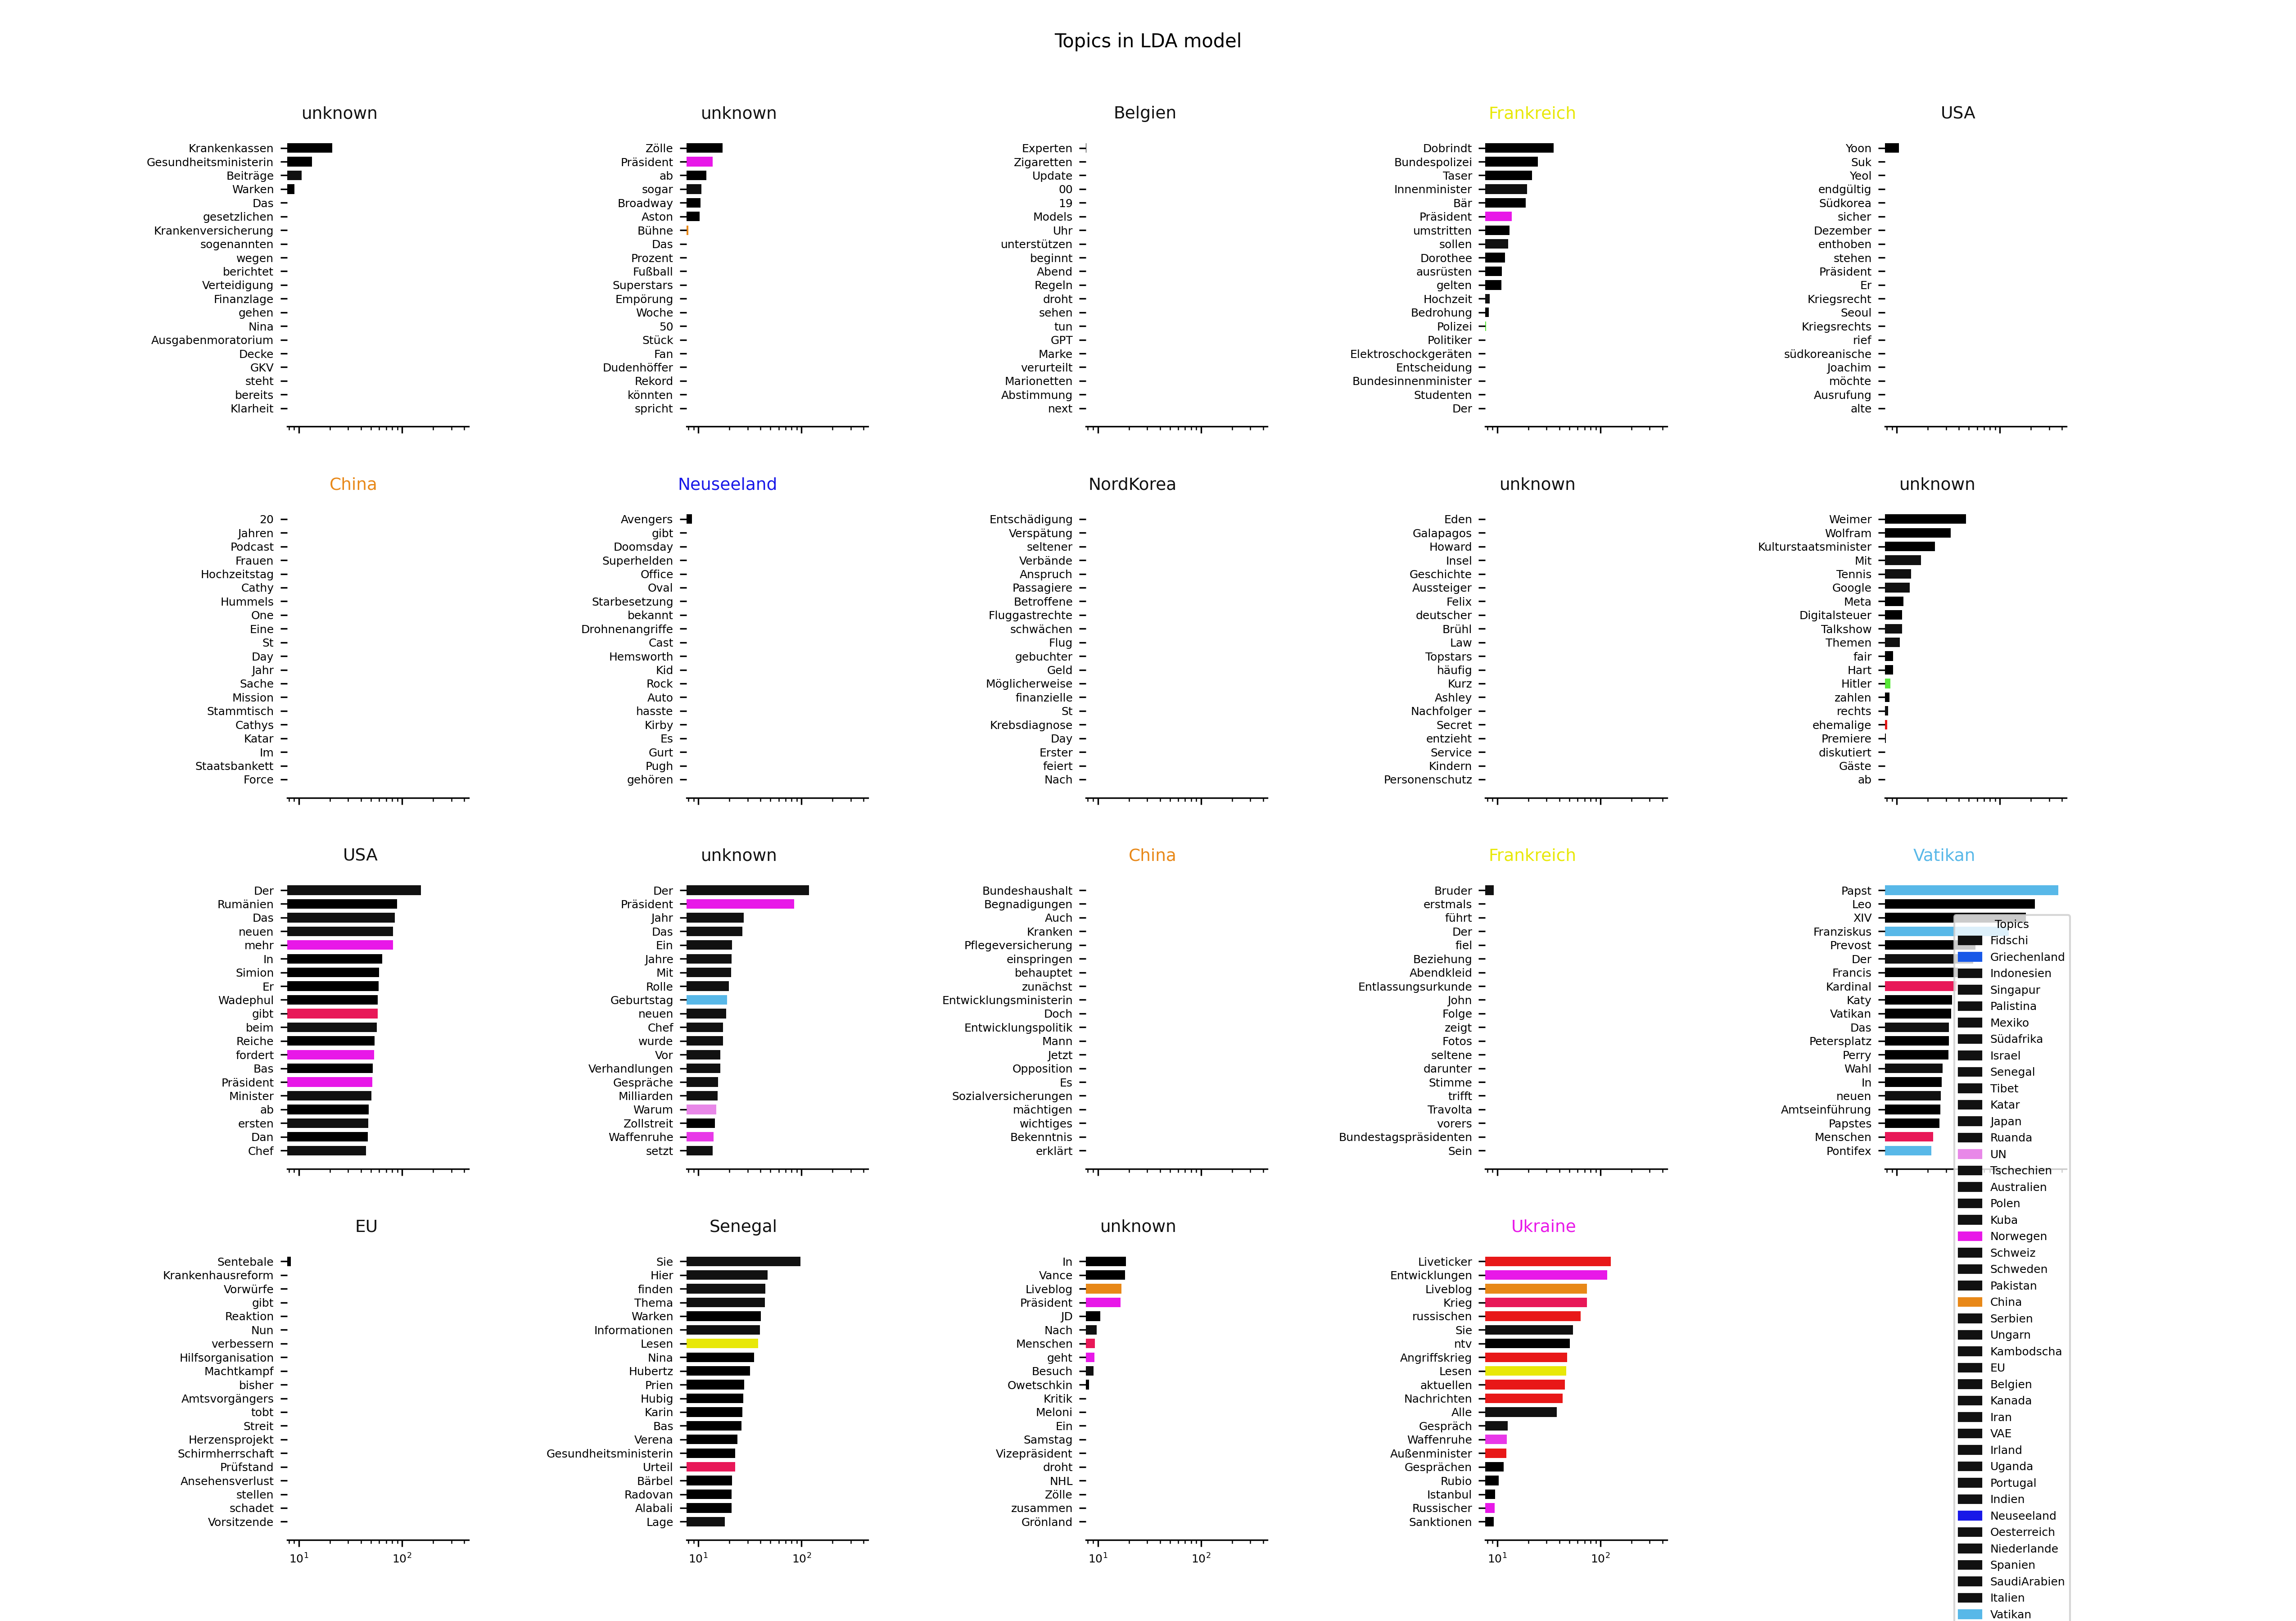 Topics in LDA model
unknown
Krankenkassen
Gesundheitsministerin
Beiträge
Warken
Das
gesetzlichen
Krankenversicherung
sogenannten
wegen
berichtet
Verteidigung
Finanzlage
gehen
Nina
Ausgabenmoratorium
Decke
GKV
steht
bereits
Klarheit
unknown
Zölle
Präsident
ab
sogar
Broadway
Aston
Bühne
Das
Prozent
Fußball
Superstars
Empörung
Woche
50
Stück
Fan
Dudenhöffer
Rekord
könnten
spricht
Belgien
Experten
Zigaretten
Update
00
19
Models
Uhr
unterstützen
beginnt
Abend
Regeln
droht
sehen
tun
GPT
Marke
verurteilt
Marionetten
Abstimmung
next
Frankreich
Dobrindt
Bundespolizei
Taser
Innenminister
Bär
Präsident
umstritten
sollen
Dorothee
ausrüsten
gelten
Hochzeit
Bedrohung
Polizei
Politiker
Elektroschockgeräten
Entscheidung
Bundesinnenminister
Studenten
Der
USA
Yoon
Suk
Yeol
endgültig
Südkorea
sicher
Dezember
enthoben
stehen
Präsident
Er
Kriegsrecht
Seoul
Kriegsrechts
rief
südkoreanische
Joachim
möchte
Ausrufung
alte
China
20
Jahren
Podcast
Frauen
Hochzeitstag
Cathy
Hummels
One
Eine
St
Day
Jahr
Sache
Mission
Stammtisch
Cathys
Katar
Im
Staatsbankett
Force
Neuseeland
Avengers
gibt
Doomsday
Superhelden
Office
Oval
Starbesetzung
bekannt
Drohnenangriffe
Cast
Hemsworth
Kid
Rock
Auto
hasste
Kirby
Es
Gurt
Pugh
gehören
NordKorea
Entschädigung
Verspätung
seltener
Verbände
Anspruch
Passagiere
Betroffene
Fluggastrechte
schwächen
Flug
gebuchter
Geld
Möglicherweise
finanzielle
St
Krebsdiagnose
Day
Erster
feiert
Nach
unknown
Eden
Galapagos
Howard
Insel
Geschichte
Aussteiger
Felix
deutscher
Brühl
Law
Topstars
häufig
Kurz
Ashley
Nachfolger
Secret
entzieht
Service
Kindern
Personenschutz
unknown
Weimer
Wolfram
Kulturstaatsminister
Mit
Tennis
Google
Meta
Digitalsteuer
Talkshow
Themen
fair
Hart
Hitler
zahlen
rechts
ehemalige
Premiere
diskutiert
Gäste
ab
USA
Der
Rumänien
Das
neuen
mehr
In
Simion
Er
Wadephul
gibt
beim
Reiche
fordert
Bas
Präsident
Minister
ab
ersten
Dan
Chef
unknown
Der
Präsident
Jahr
Das
Ein
Jahre
Mit
Rolle
Geburtstag
neuen
Chef
wurde
Vor
Verhandlungen
Gespräche
Milliarden
Warum
Zollstreit
Waffenruhe
setzt
China
Bundeshaushalt
Begnadigungen
Auch
Kranken
Pflegeversicherung
einspringen
behauptet
zunächst
Entwicklungsministerin
Doch
Entwicklungspolitik
Mann
Jetzt
Opposition
Es
Sozialversicherungen
mächtigen
wichtiges
Bekenntnis
erklärt
Frankreich
Bruder
erstmals
führt
Der
fiel
Beziehung
Abendkleid
Entlassungsurkunde
John
Folge
zeigt
Fotos
seltene
darunter
Stimme
trifft
Travolta
vorers
Bundestagspräsidenten
Sein
Vatikan
Papst
Leo
XIV
Franziskus
Prevost
Der
Francis
Kardinal
Katy
Vatikan
Das
Petersplatz
Perry
Wahl
In
neuen
Amtseinführung
Papstes
Menschen
Pontifex
EU
Sentebale
Krankenhausreform
Vorwürfe
gibt
Reaktion
Nun
verbessern
Hilfsorganisation
Machtkampf
bisher
Amtsvorgängers
tobt
Streit
Herzensprojekt
Schirmherrschaft
Prüfstand
Ansehensverlust
stellen
schadet
Vorsitzende
10¹ 10²
Senegal
Sie
Hier
finden
Thema
Warken
Informationen
Lesen
Nina
Hubertz
Prien
Hubig
Karin
Bas
Verena
Gesundheitsministerin
Urteil
Bärbel
Radovan
Alabali
Lage
10¹ 10²
unknown
In
Vance
Liveblog
Präsident
JD
Nach
Menschen
geht
Besuch
Owetschkin
Kritik
Meloni
Ein
Samstag
Vizepräsident
droht
NHL
Zölle
zusammen
Grönland
10¹ 10²
Ukraine
Liveticker
Entwicklungen
Liveblog
Krieg
russischen
Sie
ntv
Angriffskrieg
Lesen
aktuellen
Nachrichten
Alle
Gespräch
Waffenruhe
Außenminister
Gesprächen
Rubio
Istanbul
Russischer
Sanktionen
10¹ 10²
Topics
Fidschi
Griechenland
Indonesien
Singapur
Palistina
Mexiko
Südafrika
Israel
Senegal
Tibet
Katar
Japan
Ruanda
UN
Tschechien
Australien
Polen
Kuba
Norwegen
Schweiz
Schweden
Pakistan
China
Serbien
Ungarn
Kambodscha
EU
Belgien
Kanada
Iran
VAE
Irland
Uganda
Portugal
Indien
Neuseeland
Oesterreich
Niederlande
Spanien
SaudiArabien
Italien
Vatikan